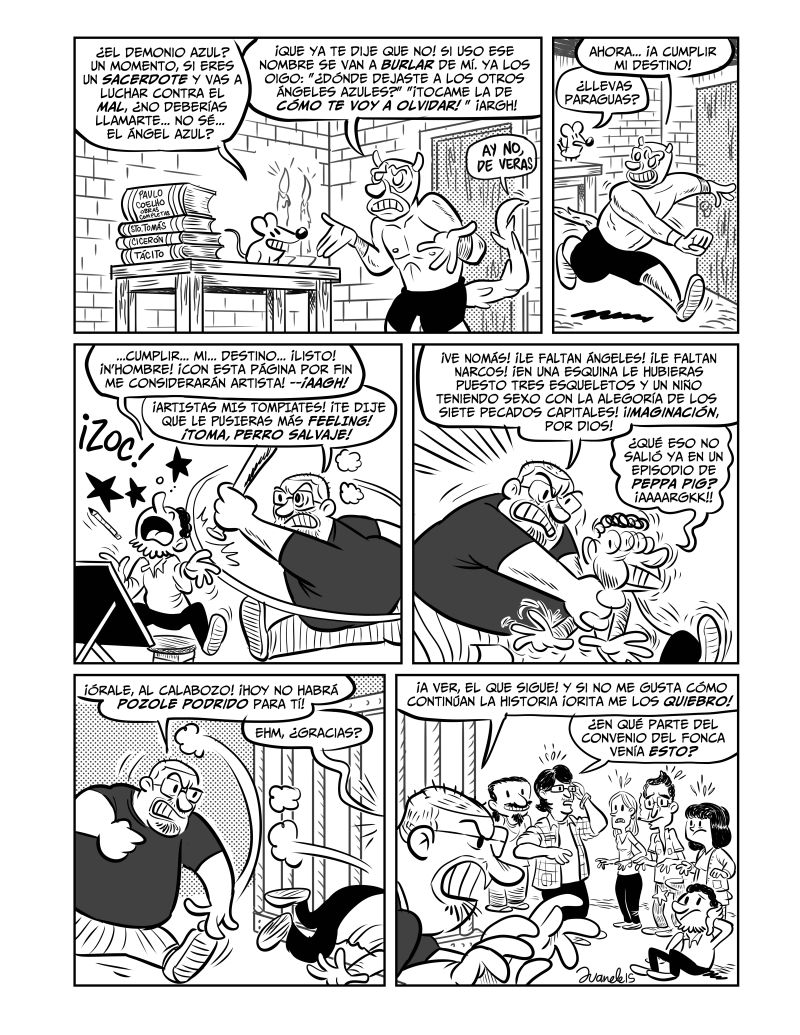 ¿EL DEMONIO AZUL?
UN MOMENTO, SI ERES
UN SACERDOTE Y VAS A
LUCHAR CONTRA EL
MAL, ¿NO DEBERÍAS
LLAMARTE... NO SÉ...
EL ÁNGEL AZUL?
¡QUE YA TE DIJE QUE NO! SI USO ESE
NOMBRE SE VAN A BURLAR DE MÍ. YA LOS
OIGO: "¿DÓNDE DEJASTE A LOS OTROS
ÁNGELES AZULES?" "¡TOCAME LA DE
CÓMO TE VOY A OLVIDAR!" ¡ARGH!
AY NO,
DE VERAS
PAULO
COELHO
OBRAS
COMPLETAS
STO. TOMÁS
CICERÓN
TÁCITO
AHORA... ¡A CUMPLIR
MI DESTINO!
¿LLEVAS
PARAGUAS?
...CUMPLIR... MI... DESTINO... ¡LISTO!
¡N'HOMBRE! ¡CON ESTA PÁGINA POR FIN
ME CONSIDERARÁN ARTISTA! --¡AAGH!
¡ARTISTAS MIS TOMPIATES! ¡TE DIJE
QUE LE PUSIERAS MÁS FEELING!
¡TOMA, PERRO SALVAJE!
¡ZOC!
¡VE NOMÁS! ¡LE FALTAN ÁNGELES! ¡LE FALTAN
NARCOS! ¡EN UNA ESQUINA LE HUBIERAS
PUESTO TRES ESQUELETOS Y UN NIÑO
TENIENDO SEXO CON LA ALEGORÍA DE LOS
SIETE PECADOS CAPITALES! ¡IMAGINACIÓN,
POR DIOS!
¿QUÉ ESO NO
SALIÓ YA EN UN
EPISODIO DE
PEPPA PIG?
¡AAAARGKK!!
¡ÓRALE, AL CALABOZO! ¡HOY NO HABRÁ
POZOLE PODRIDO PARA TÍ!
EHM, ¿GRACIAS?
¡A VER, EL QUE SIGUE! Y SI NO ME GUSTA CÓMO
CONTINÚAN LA HISTORIA ¡ORITA ME LOS QUIEBRO!
¿EN QUÉ PARTE DEL
CONVENIO DEL FONCA
VENÍA ESTO?
JUANELE15